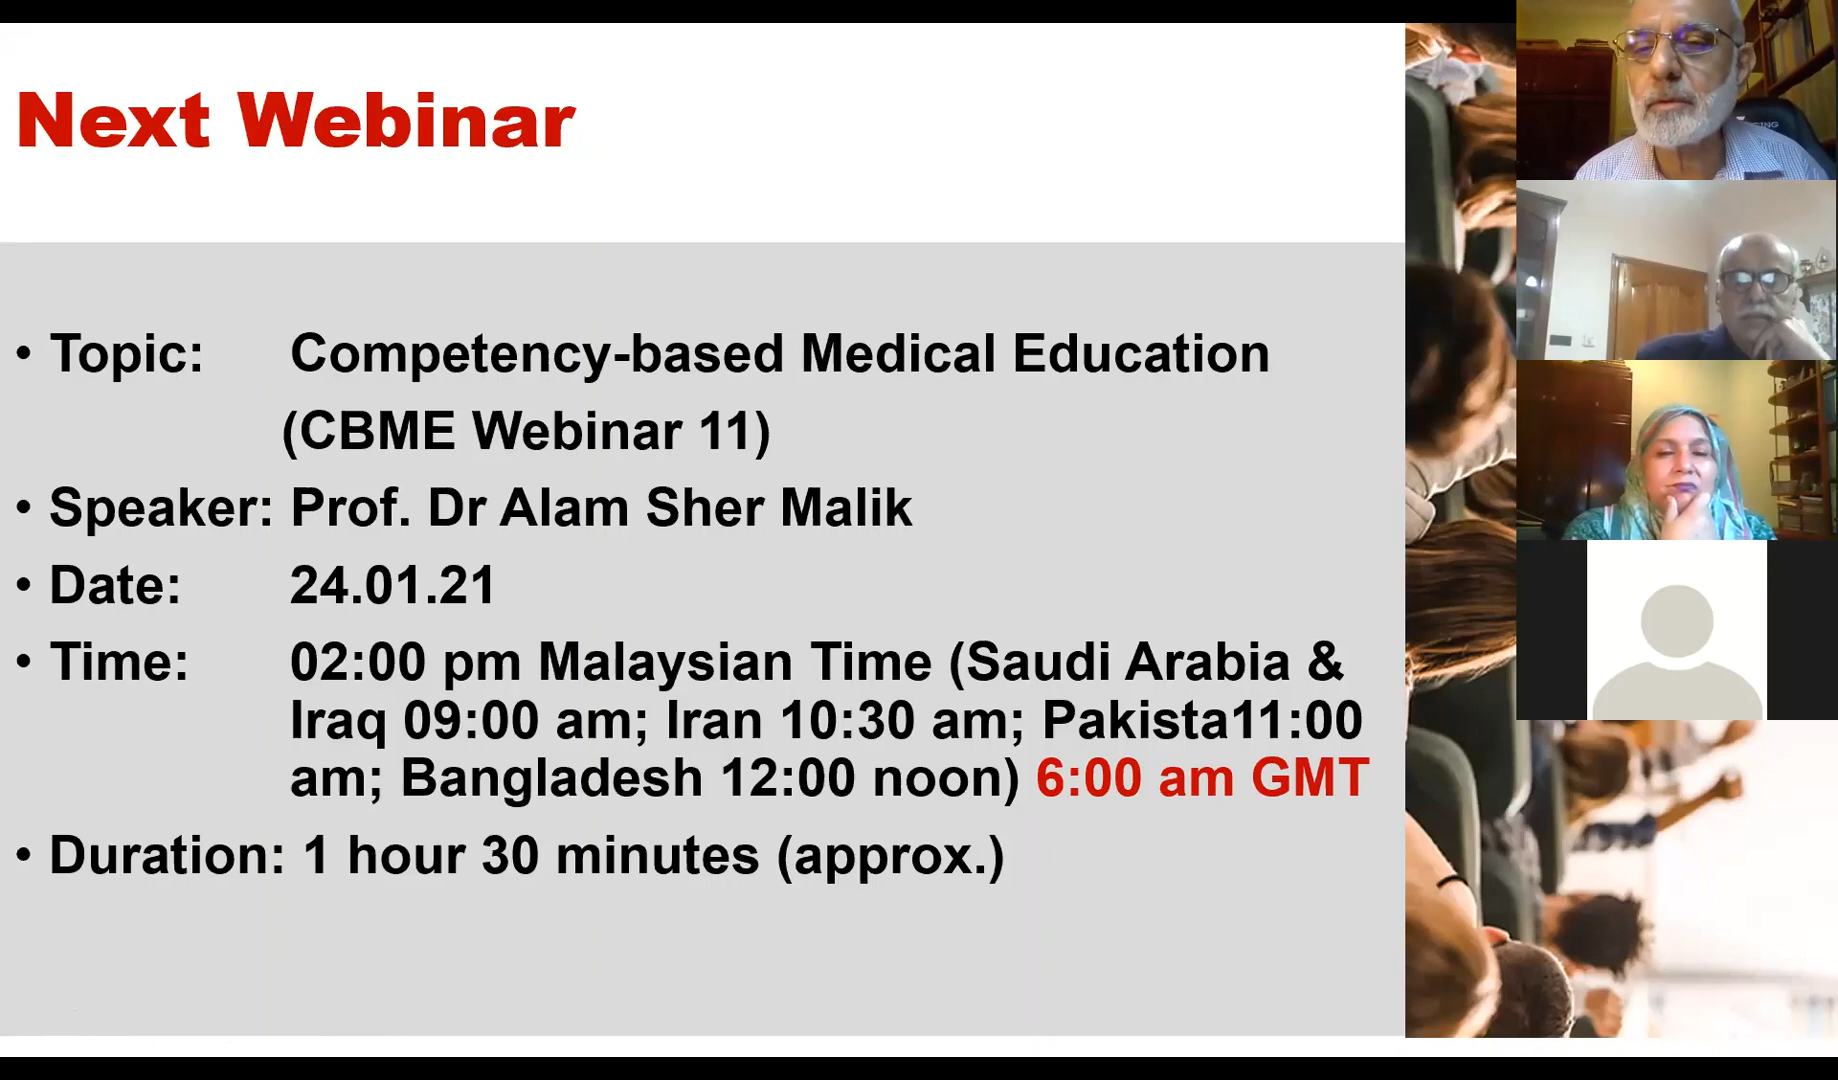 Next Webinar
• Topic: Competency-based Medical Education
(CBME Webinar 11)
• Speaker: Prof. Dr Alam Sher Malik
• Date: 24.01.21
• Time: 02:00 pm Malaysian Time (Saudi Arabia &
Iraq 09:00 am; Iran 10:30 am; Pakista11:00
am; Bangladesh 12:00 noon) 6:00 am GMT
• Duration: 1 hour 30 minutes (approx.)